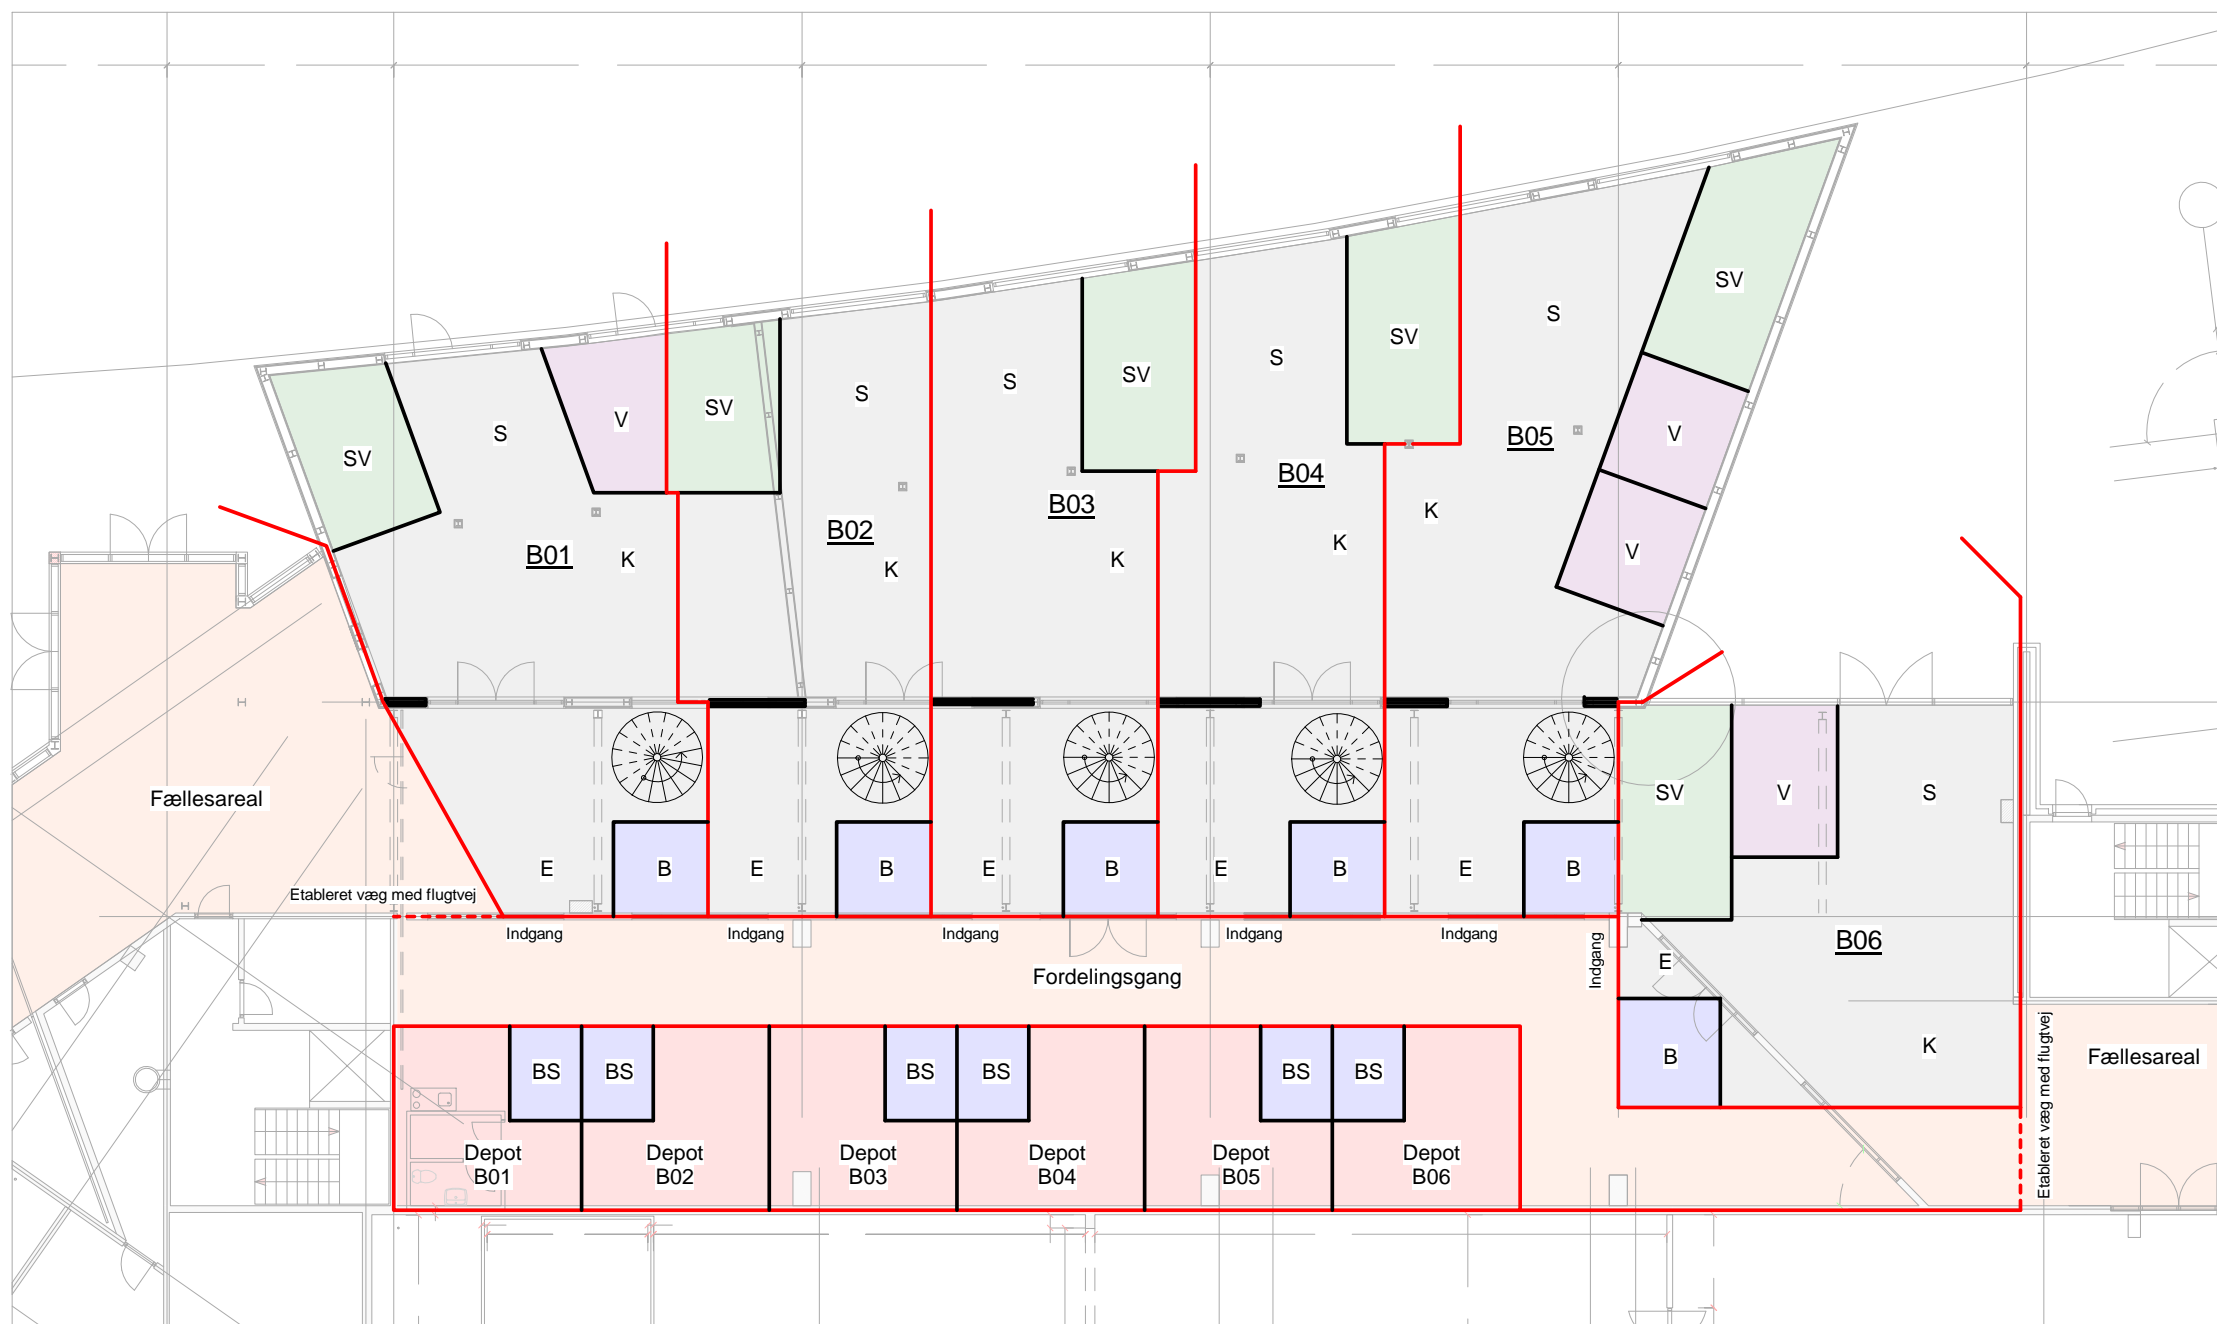 SV
S
SV
S
SV
S
V
B05
SV
S
SV
S
V
SV
S
V
B04
K
B03
B02
V
B01
K
K
K
K
Fællesareal
SV
V
S
E
B
E
B
E
B
E
B
E
B
Etableret væg med flugtvej
Indgang
Indgang
Indgang
Indgang
Indgang
Indgang
B06
E
Fordelingsgang
B
K
Fællesareal
Etableret væg med flugtvej
BS
BS
BS
BS
BS
BS
Depot
B01
Depot
B02
Depot
B03
Depot
B04
Depot
B05
Depot
B06